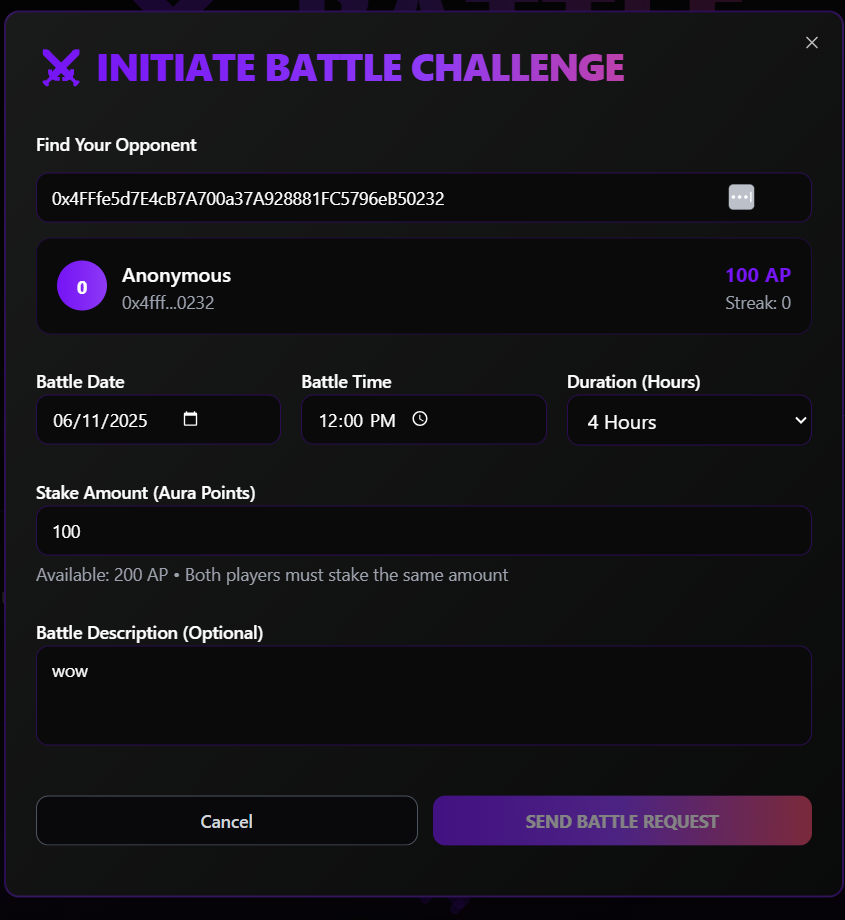 INITIATE BATTLE CHALLENGE
Find Your Opponent
0x4FFfe5d7E4cB7A700a37A928881FC5796eB50232
0
Anonymous
100 AP
0x4fff...0232
Streak: 0
Battle Date
Battle Time
Duration (Hours)
06/11/2025
12:00 PM
4 Hours
Stake Amount (Aura Points)
100
Available: 200 AP • Both players must stake the same amount
Battle Description (Optional)
wow
Cancel
SEND BATTLE REQUEST